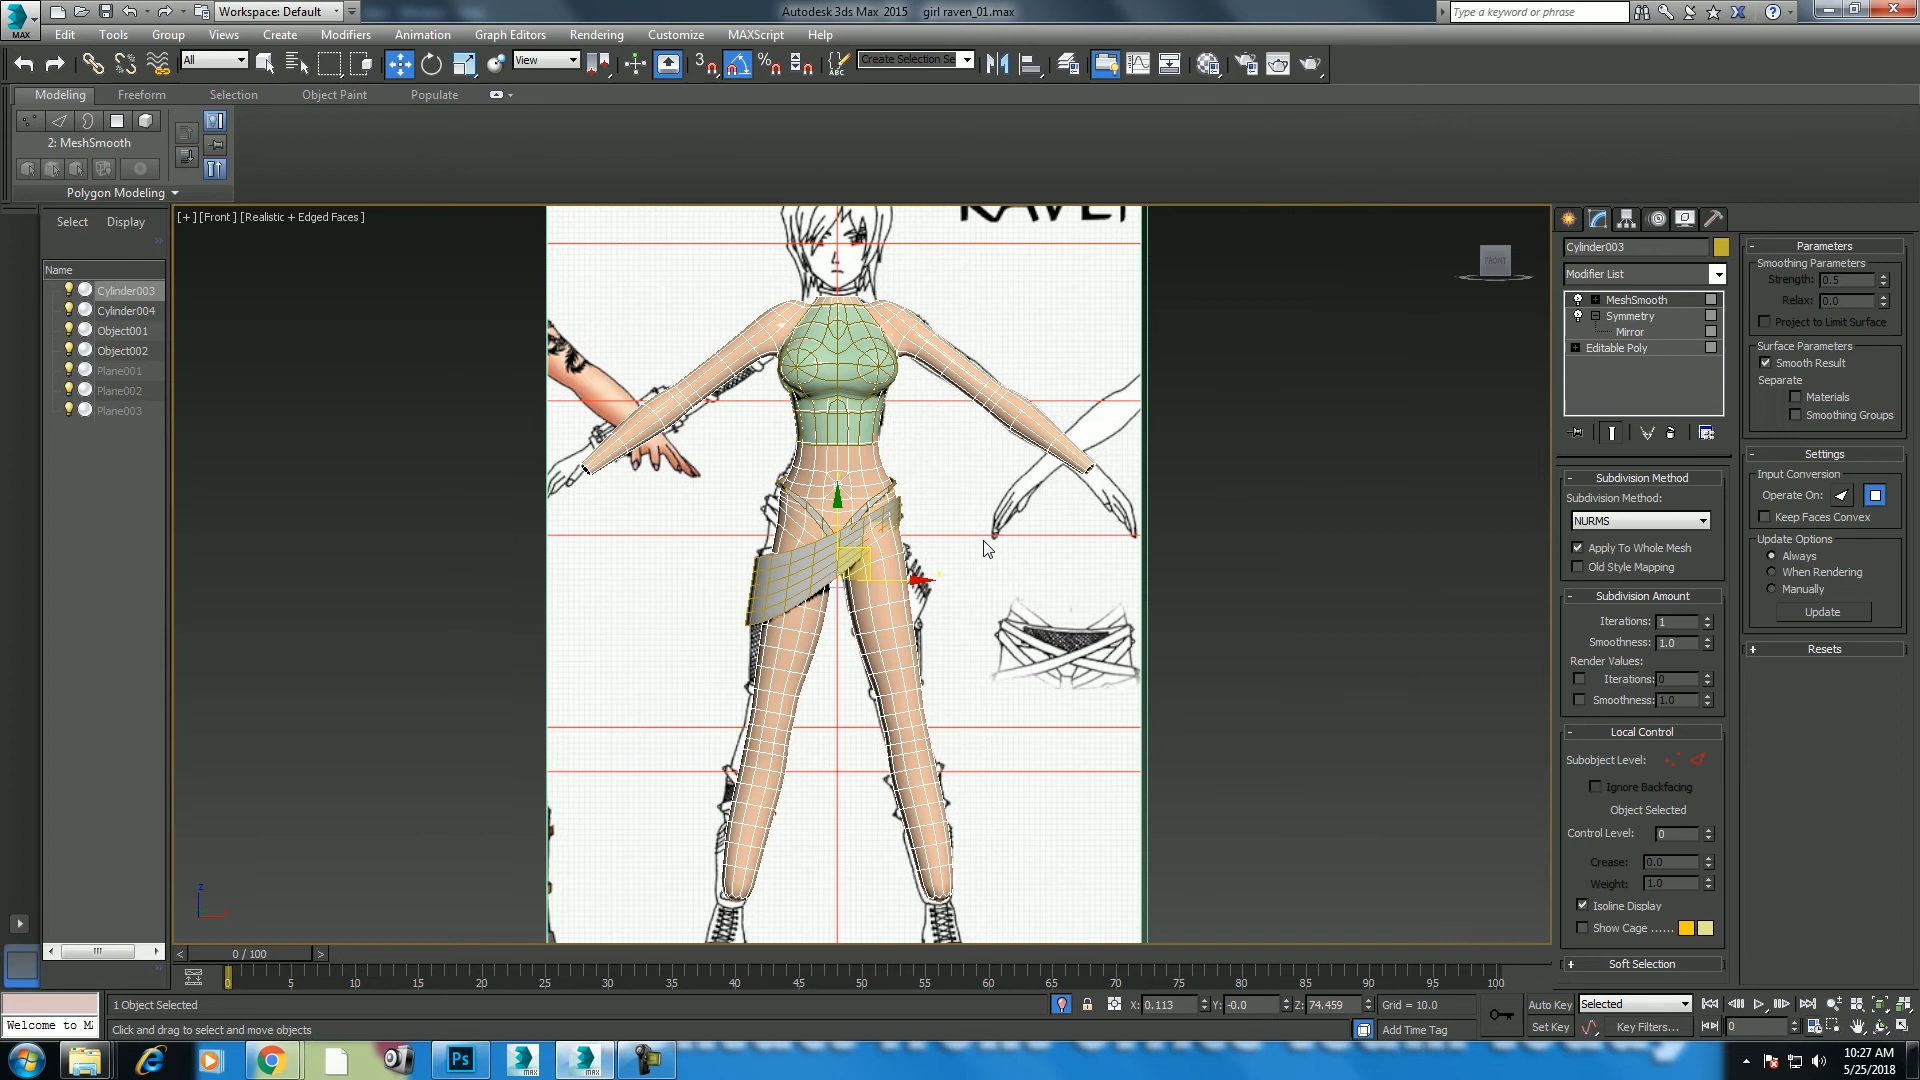 Workspace: Default
Autodesk 3ds Max 2015   girl raven_01.max
Type a keyword or phrase
MAX
Edit Tools Group Views Create Modifiers Animation Graph Editors Rendering Customize MAXScript Help
All
View
3
Create Selection Se
Modeling Freeform Selection Object Paint Populate
2: MeshSmooth
Polygon Modeling
Select Display
Name
Cylinder003
Cylinder004
Object001
Object002
Plane001
Plane002
Plane003
[+] [Front ] [Realistic + Edged Faces ]
FRONT
Cylinder003
Modifier List
MeshSmooth
Symmetry
Mirror
Editable Poly
Subdivision Method
Subdivision Method:
NURMS
Apply To Whole Mesh
Old Style Mapping
Subdivision Amount
Iterations: 1
Smoothness: 1.0
Render Values:
Iterations: 0
Smoothness: 1.0
Local Control
Subobject Level:
Ignore Backfacing
Object Selected
Control Level: 0
Crease: 0.0
Weight: 1.0
Isoline Display
Show Cage ......
Soft Selection
Parameters
Smoothing Parameters
Strength: 0.5
Relax: 0.0
Project to Limit Surface
Surface Parameters
Smooth Result
Separate
Materials
Smoothing Groups
Settings
Input Conversion
Operate On:
Keep Faces Convex
Update Options
Always
When Rendering
Manually
Update
Resets
0 / 100
0 5 10 15 20 25 30 35 40 45 50 55 60 65 70 75 80 85 90 95 100
1 Object Selected
X: 0.113 Y: -0.0 Z: 74.459 Grid = 10.0
Auto Key Selected
Welcome to M
Click and drag to select and move objects
Add Time Tag
Set Key Key Filters... 0
Ps
MAX
MAX
10:27 AM
5/25/2018